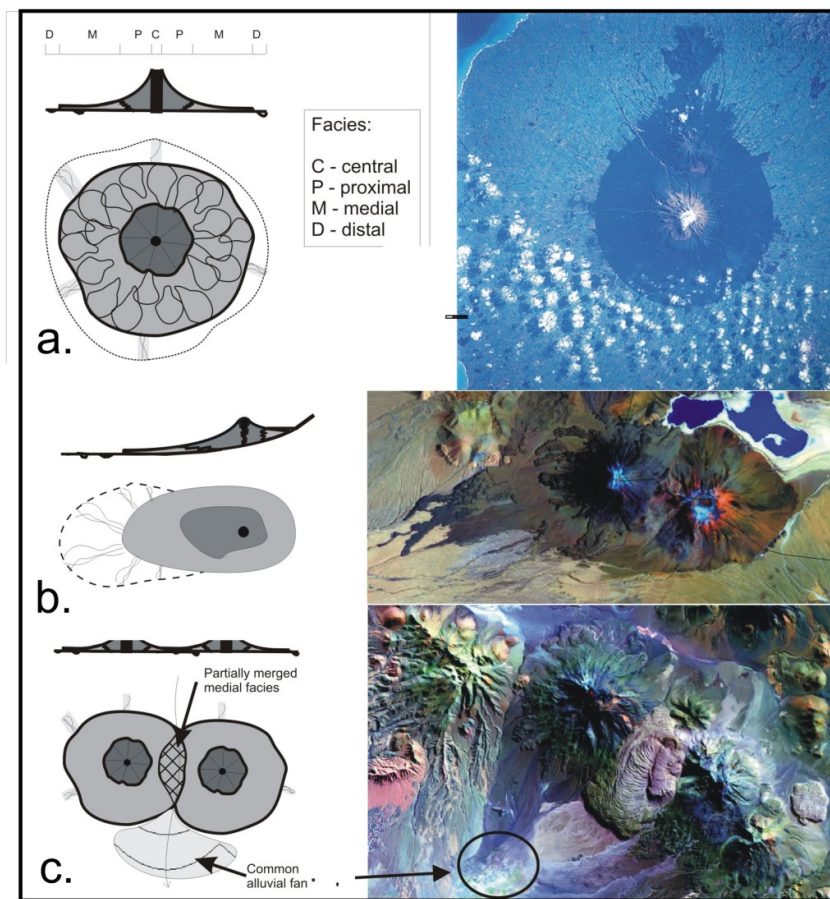 D M P C P M D
Facies:
C - central
P - proximal
M - medial
D - distal
a.
b.
Partially merged
medial facies
c.
Common
alluvial fan